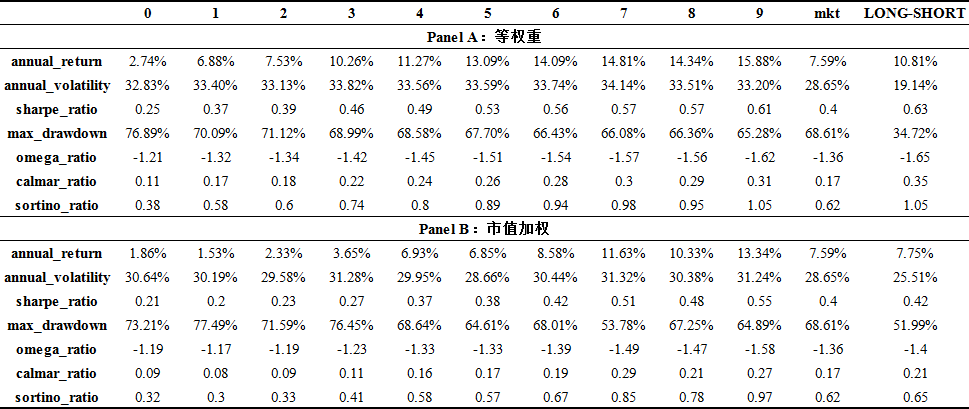 0 1 2 3 4 5 6 7 8 9 mkt LONG-SHORT
Panel A：等权重
annual_return 2.74% 6.88% 7.53% 10.26% 11.27% 13.09% 14.09% 14.81% 14.34% 15.88% 7.59% 10.81%
annual_volatility 32.83% 33.40% 33.13% 33.82% 33.56% 33.59% 33.74% 34.14% 33.51% 33.20% 28.65% 19.14%
sharpe_ratio 0.25 0.37 0.39 0.46 0.49 0.53 0.56 0.57 0.57 0.61 0.4 0.63
max_drawdown 76.89% 70.09% 71.12% 68.99% 68.58% 67.70% 66.43% 66.08% 66.36% 65.28% 68.61% 34.72%
omega_ratio -1.21 -1.32 -1.34 -1.42 -1.45 -1.51 -1.54 -1.57 -1.56 -1.62 -1.36 -1.65
calmar_ratio 0.11 0.17 0.18 0.22 0.24 0.26 0.28 0.3 0.29 0.31 0.17 0.35
sortino_ratio 0.38 0.58 0.6 0.74 0.8 0.89 0.94 0.98 0.95 1.05 0.62 1.05
Panel B：市值加权
annual_return 1.86% 1.53% 2.33% 3.65% 6.93% 6.85% 8.58% 11.63% 10.33% 13.34% 7.59% 7.75%
annual_volatility 30.64% 30.19% 29.58% 31.28% 29.95% 28.66% 30.44% 31.32% 30.38% 31.24% 28.65% 25.51%
sharpe_ratio 0.21 0.2 0.23 0.27 0.37 0.38 0.42 0.51 0.48 0.55 0.4 0.42
max_drawdown 73.21% 77.49% 71.59% 76.45% 68.64% 64.61% 68.01% 53.78% 67.25% 64.89% 68.61% 51.99%
omega_ratio -1.19 -1.17 -1.19 -1.23 -1.33 -1.33 -1.39 -1.49 -1.47 -1.58 -1.36 -1.4
calmar_ratio 0.09 0.08 0.09 0.11 0.16 0.17 0.19 0.29 0.21 0.27 0.17 0.21
sortino_ratio 0.32 0.3 0.33 0.41 0.58 0.57 0.67 0.85 0.78 0.97 0.62 0.65